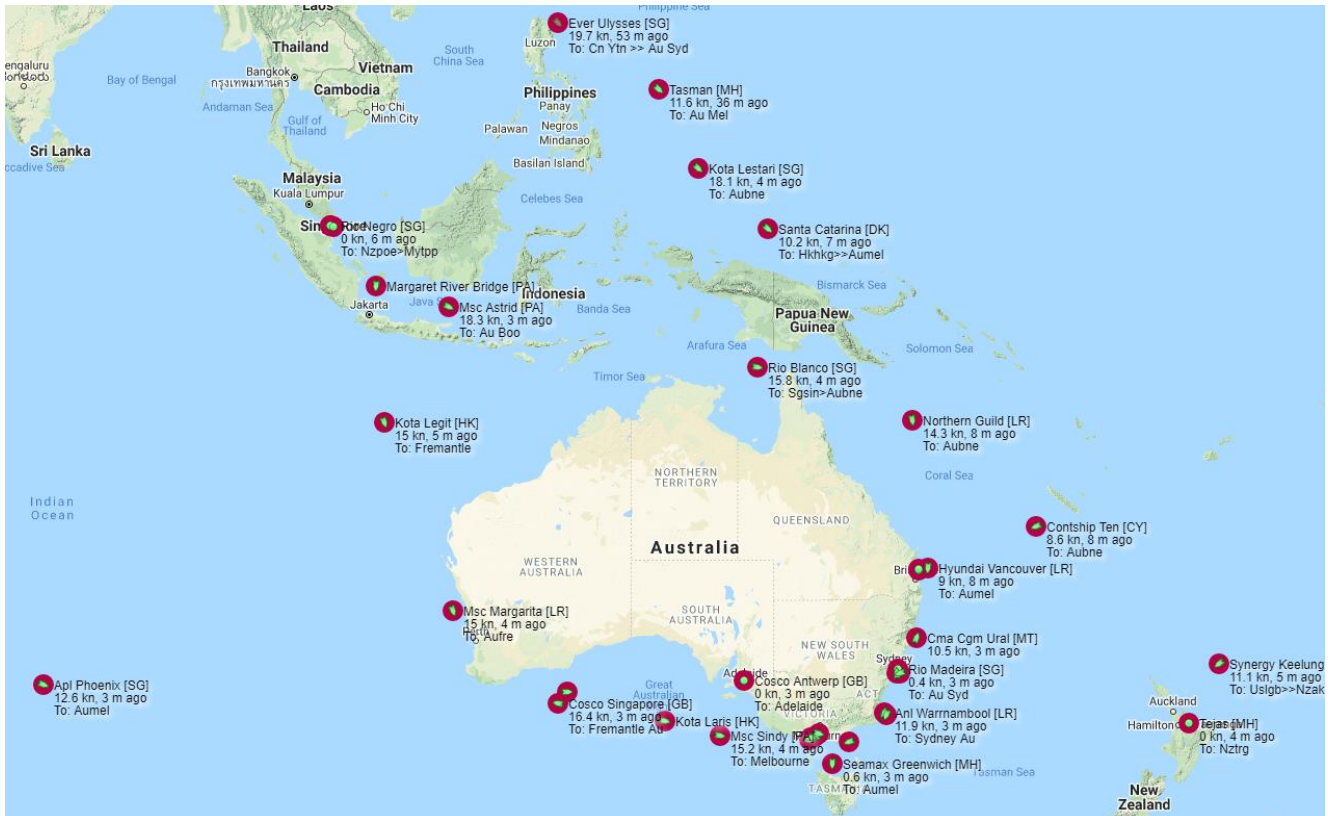 Laos
Philippine Sea
Ever Ulysses [SG]
19.7 kn, 53 m ago
To: Cn Ytn >> Au Syd
Luzon
Thailand
South
China Sea
Vietnam
Bay of Bengal
Bangkok
กรุงเทพมหานคร
Cambodia
Philippines
Panay
Tasman [MH]
11.6 kn, 36 m ago
To: Au Mel
Andaman Sea
Ho Chi
Minh City
Gulf of
Thailand
Palawan
Negros
Mindanao
Sri Lanka
Basilan Island
Kota Lestari [SG]
18.1 kn, 4 m ago
To: Aubne
Malaysia
Kuala Lumpur
Celebes Sea
Rio Negro [SG]
0 kn, 6 m ago
To: Nzpoe>Mytpp
Santa Catarina [DK]
10.2 kn, 7 m ago
To: Hkhkg>>Aumel
Margaret River Bridge [PA]
Indonesia
Bismarck Sea
Jakarta
Java
Msc Astrid [PA]
18.3 kn, 3 m ago
To: Au Boo
Banda Sea
Papua New
Guinea
Arafura Sea
Solomon Sea
Timor Sea
Rio Blanco [SG]
15.8 kn, 4 m ago
To: Sgsin>Aubne
Kota Legit [HK]
15 kn, 5 m ago
To: Fremantle
Northern Guild [LR]
14.3 kn, 8 m ago
To: Aubne
NORTHERN
TERRITORY
Coral Sea
Indian
Ocean
QUEENSLAND
Contship Ten [CY]
8.6 kn, 8 m ago
To: Aubne
Australia
WESTERN
AUSTRALIA
Hyundai Vancouver [LR]
9 kn, 8 m ago
To: Aumel
Msc Margarita [LR]
15 kn, 4 m ago
To: Aufre
Perth
SOUTH
AUSTRALIA
Cma Cgm Ural [MT]
10.5 kn, 3 m ago
NEW SOUTH
WALES
Sydney
Rio Madeira [SG]
0.4 kn, 3 m ago
To: Au Syd
Synergy Keelung
11.1 kn, 5 m ago
To: Uslgb>>Nzak
Apl Phoenix [SG]
12.6 kn, 3 m ago
To: Aumel
Adelaide
Cosco Antwerp [GB]
0 kn, 3 m ago
To: Adelaide
Great
Australian
ACT
Auckland
Cosco Singapore [GB]
16.4 kn, 3 m ago
To: Fremantle Au
Kota Laris [HK]
VICTORIA
Anl Warrnambool [LR]
11.9 kn, 3 m ago
To: Sydney Au
Hamilton
Tejas [MH]
0 kn, 4 m ago
To: Nztrg
Msc Sindy [PA]
15.2 kn, 4 m ago
To: Melbourne
Seamax Greenwich [MH]
0.6 kn, 3 m ago
To: Aumel
Tasman Sea
New
Zealand